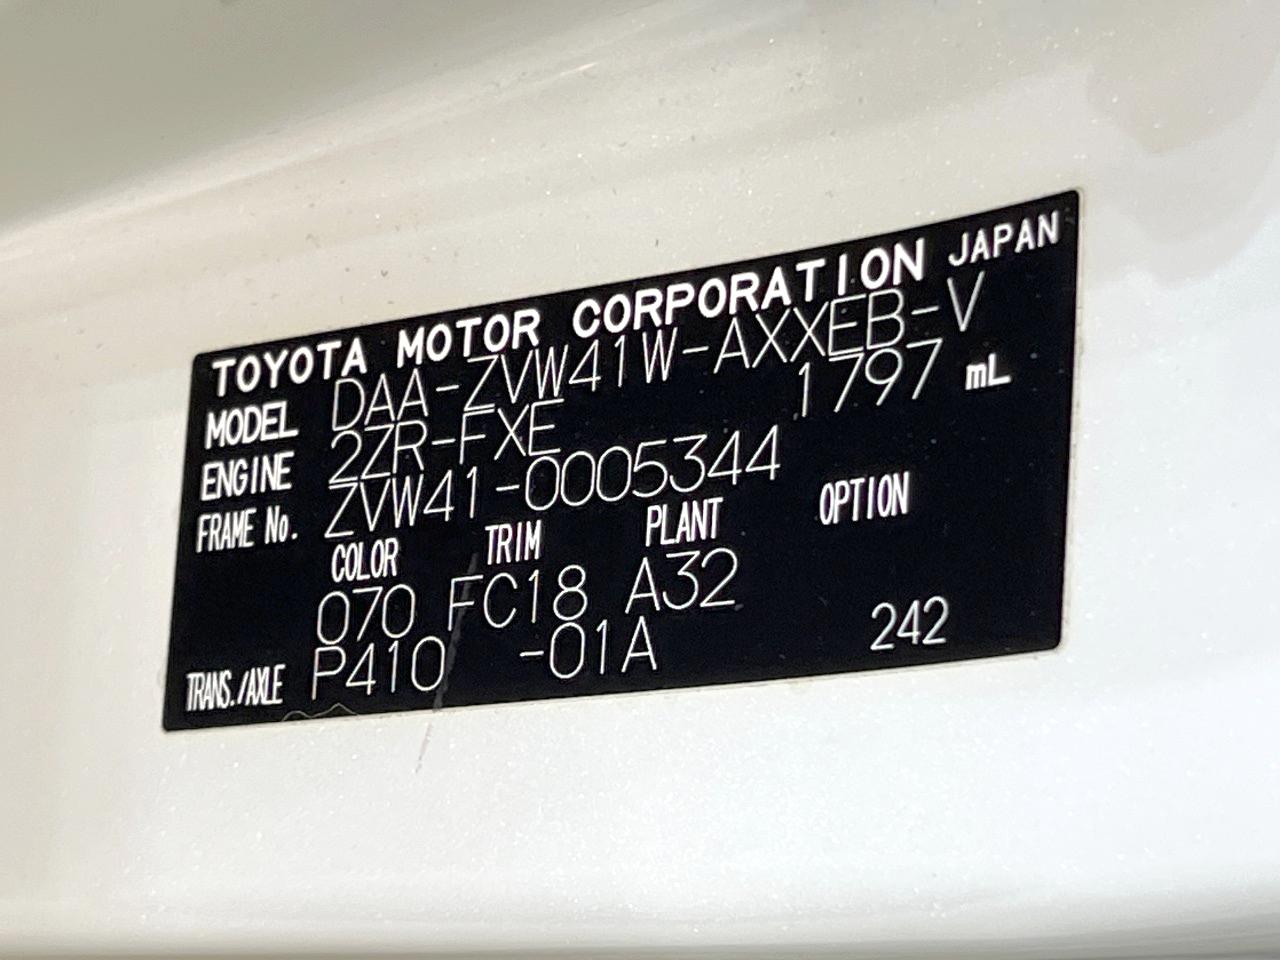 TOYOTA MOTOR CORPORATION JAPAN
MODEL DAA-ZVW41W-AXXEB-V
ENGINE 2ZR-FXE 1797 mL
FRAME No. ZVW41-0005344
COLOR TRIM PLANT OPTION
070 FC18 A32
TRANS./AXLE P410 -01A 242